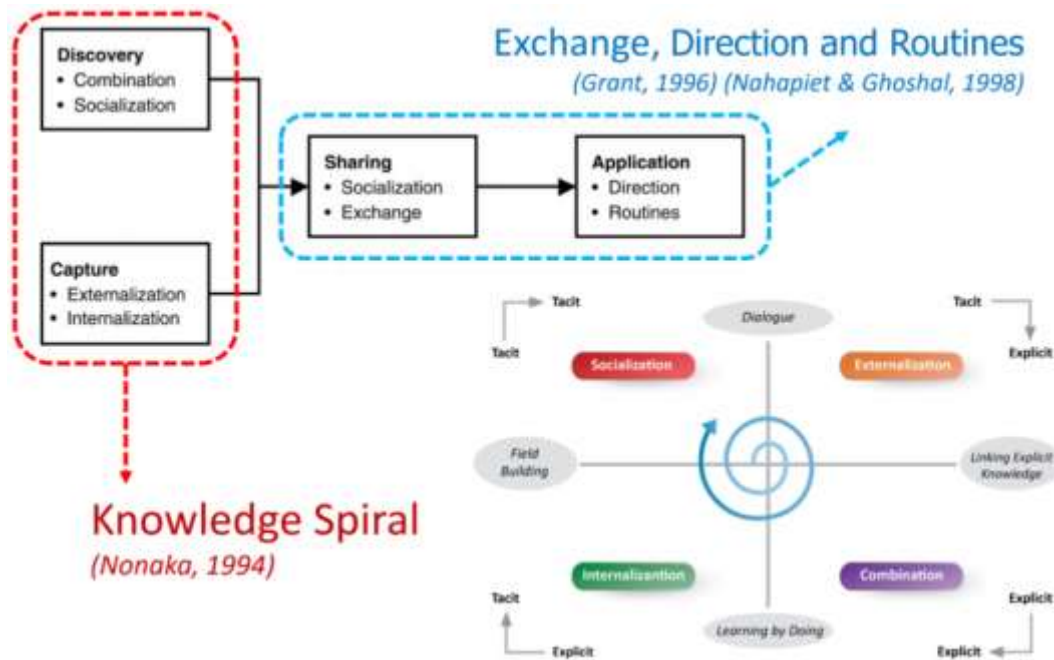 Exchange, Direction and Routines
(Grant, 1996) (Nahapiet & Ghoshal, 1998)
Discovery
• Combination
• Socialization
Sharing
• Socialization
• Exchange
Application
• Direction
• Routines
Capture
• Externalization
• Internalization
Knowledge Spiral
(Nonaka, 1994)
Tacit
Tacit
Dialogue
Tacit
Explicit
Socialization
Externalization
Field
Building
Linking Explicit
Knowledge
Internalizantion
Combination
Tacit
Explicit
Learning by Doing
Explicit
Explicit